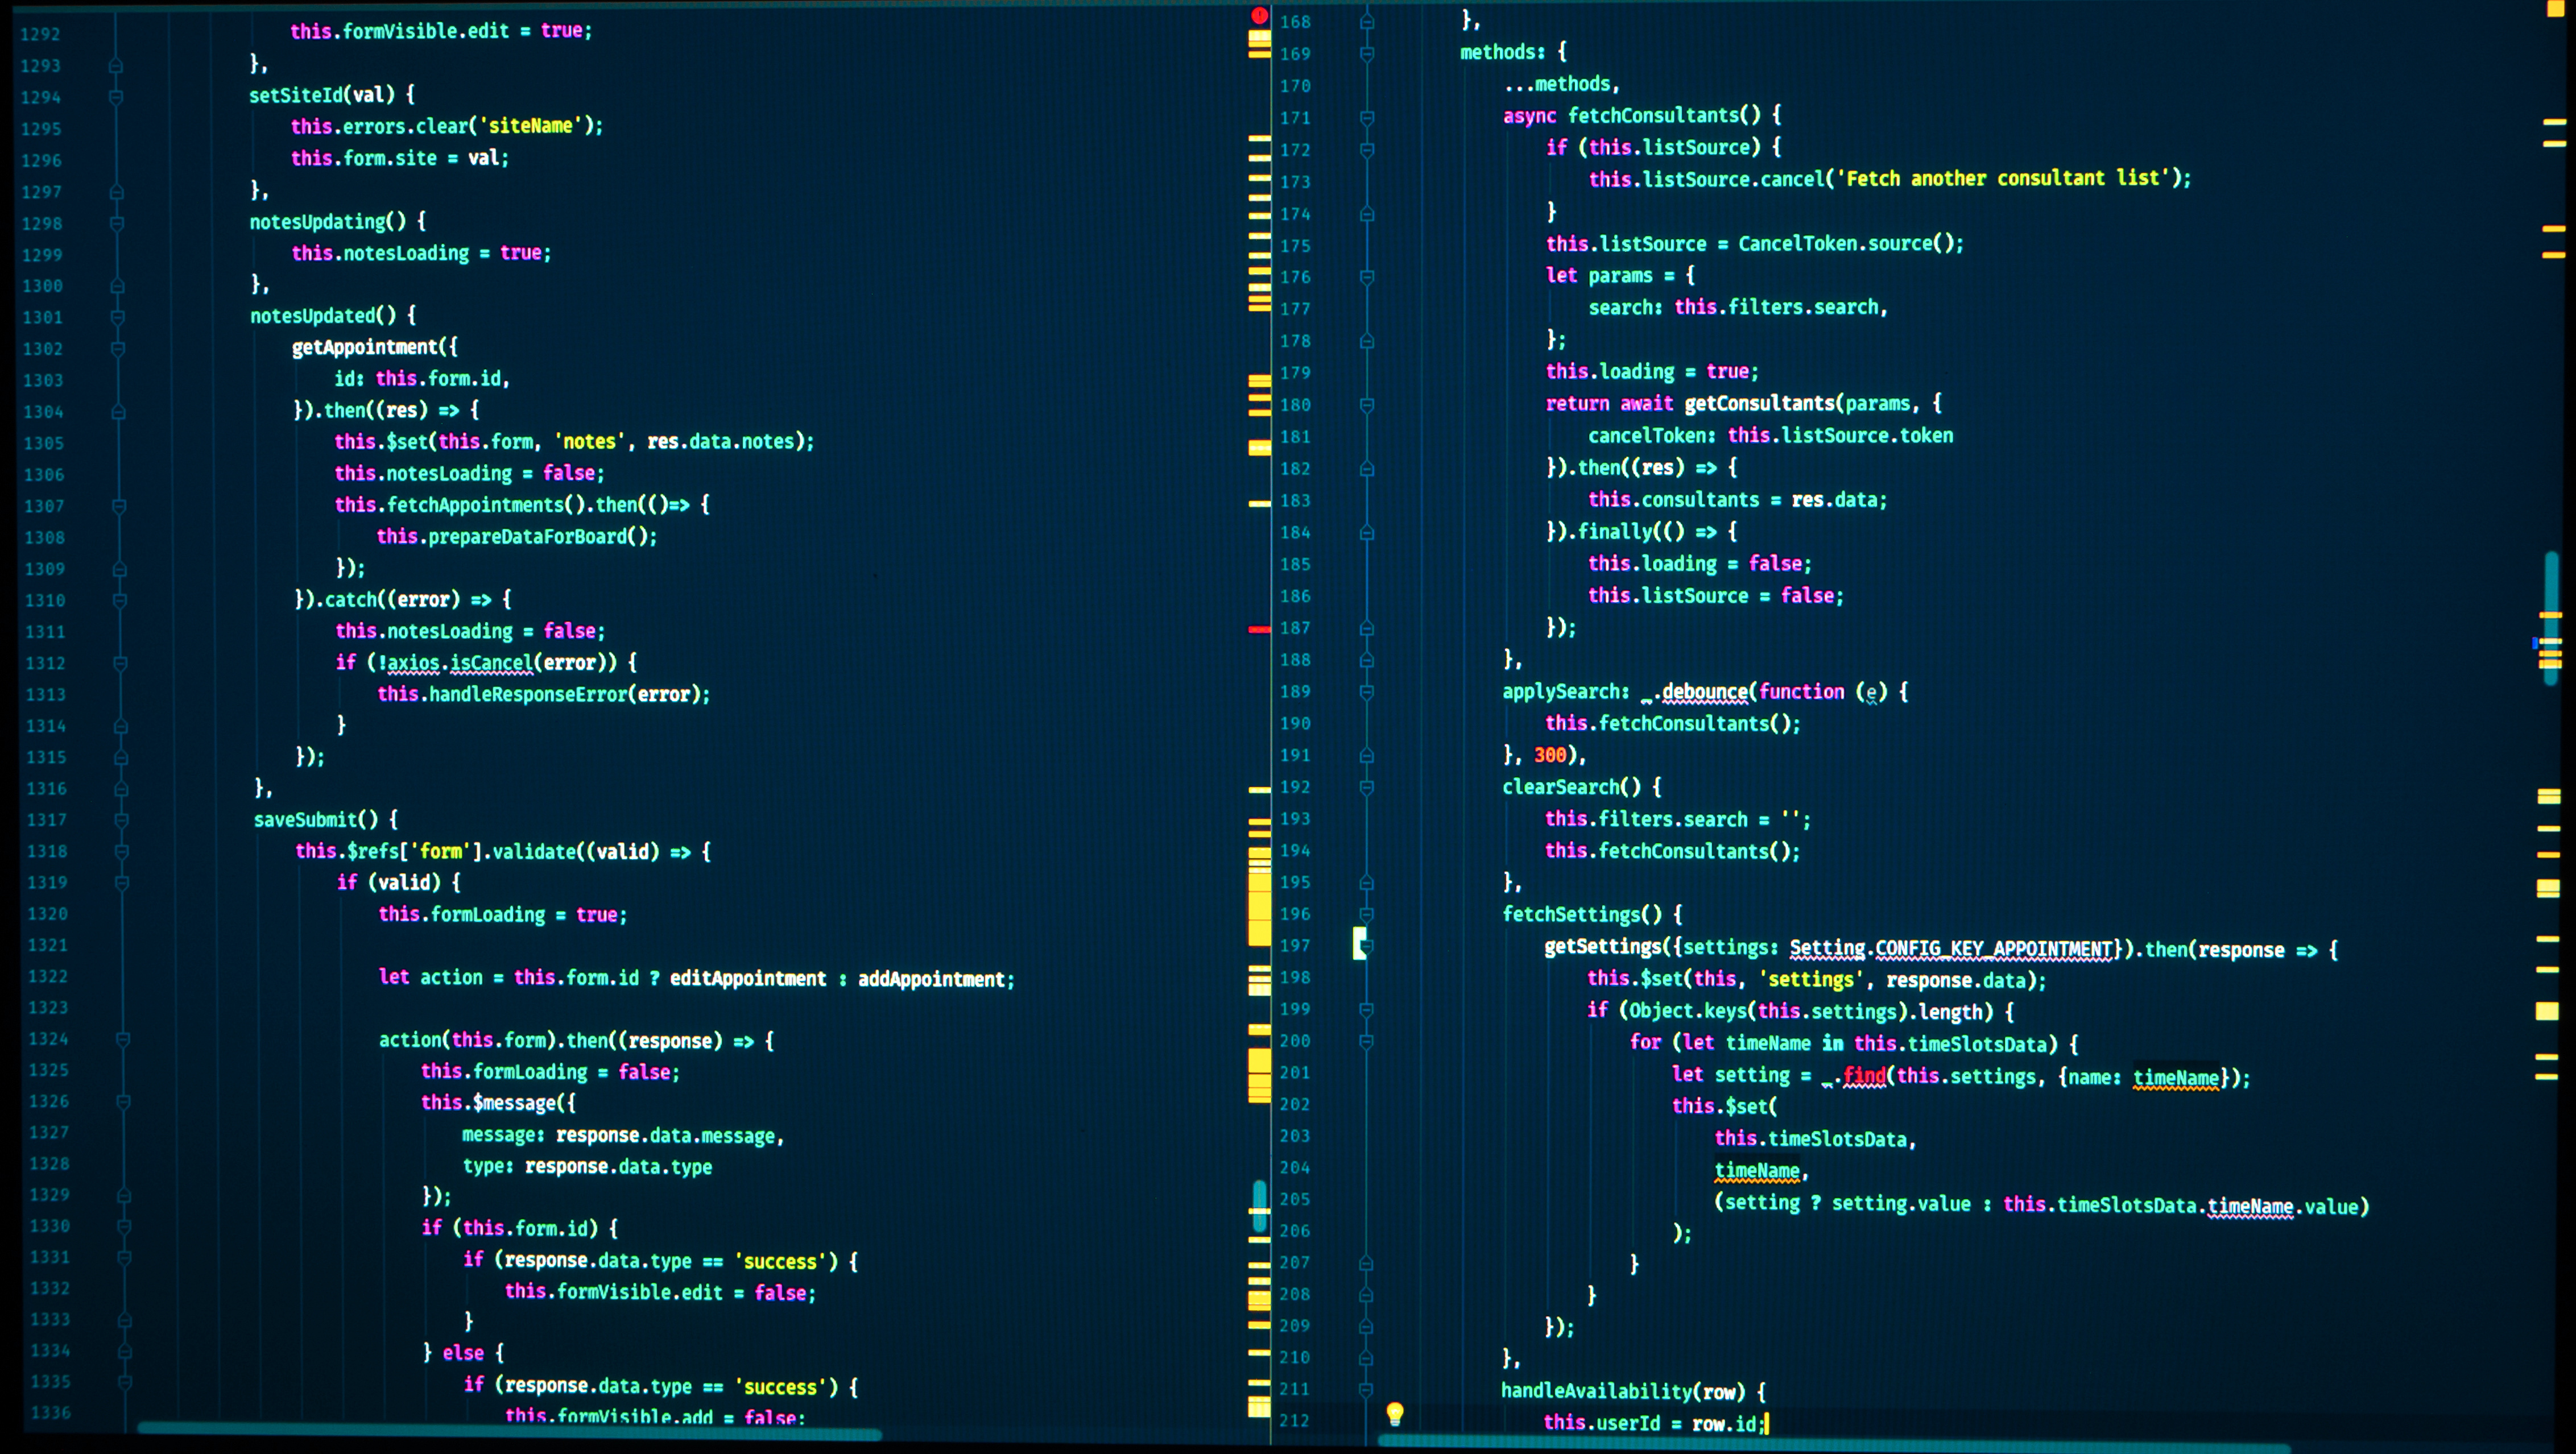 1292 this.formVisible.edit = true;
1293 },
1294 setSiteId(val) {
1295 this.errors.clear('siteName');
1296 this.form.site = val;
1297 },
1298 notesUpdating() {
1299 this.notesLoading = true;
1300 },
1301 notesUpdated() {
1302 getAppointment({
1303 id: this.form.id,
1304 }).then((res) => {
1305 this.$set(this.form, 'notes', res.data.notes);
1306 this.notesLoading = false;
1307 this.fetchAppointments().then(()=> {
1308 this.prepareDataForBoard();
1309 });
1310 }).catch((error) => {
1311 this.notesLoading = false;
1312 if (!axios.isCancel(error)) {
1313 this.handleResponseError(error);
1314 }
1315 });
1316 },
1317 saveSubmit() {
1318 this.$refs['form'].validate((valid) => {
1319 if (valid) {
1320 this.formLoading = true;
1321
1322 let action = this.form.id ? editAppointment : addAppointment;
1323
1324 action(this.form).then((response) => {
1325 this.formLoading = false;
1326 this.$message({
1327 message: response.data.message,
1328 type: response.data.type
1329 });
1330 if (this.form.id) {
1331 if (response.data.type == 'success') {
1332 this.formVisible.edit = false;
1333 }
1334 } else {
1335 if (response.data.type == 'success') {
1336 this.formVisible.add = false;
168 },
169 methods: {
170 ...methods,
171 async fetchConsultants() {
172 if (this.listSource) {
173 this.listSource.cancel('Fetch another consultant list');
174 }
175 this.listSource = CancelToken.source();
176 let params = {
177 search: this.filters.search,
178 };
179 this.loading = true;
180 return await getConsultants(params, {
181 cancelToken: this.listSource.token
182 }).then((res) => {
183 this.consultants = res.data;
184 }).finally(() => {
185 this.loading = false;
186 this.listSource = false;
187 });
188 },
189 applySearch: _.debounce(function (e) {
190 this.fetchConsultants();
191 }, 300),
192 clearSearch() {
193 this.filters.search = '';
194 this.fetchConsultants();
195 },
196 fetchSettings() {
197 getSettings({settings: Setting.CONFIG_KEY_APPOINTMENT}).then(response => {
198 this.$set(this, 'settings', response.data);
199 if (Object.keys(this.settings).length) {
200 for (let timeName in this.timeSlotsData) {
201 let setting = _.find(this.settings, {name: timeName});
202 this.$set(
203 this.timeSlotsData,
204 timeName,
205 (setting ? setting.value : this.timeSlotsData.timeName.value)
206 );
207 }
208 }
209 });
210 },
211 handleAvailability(row) {
212 this.userId = row.id;